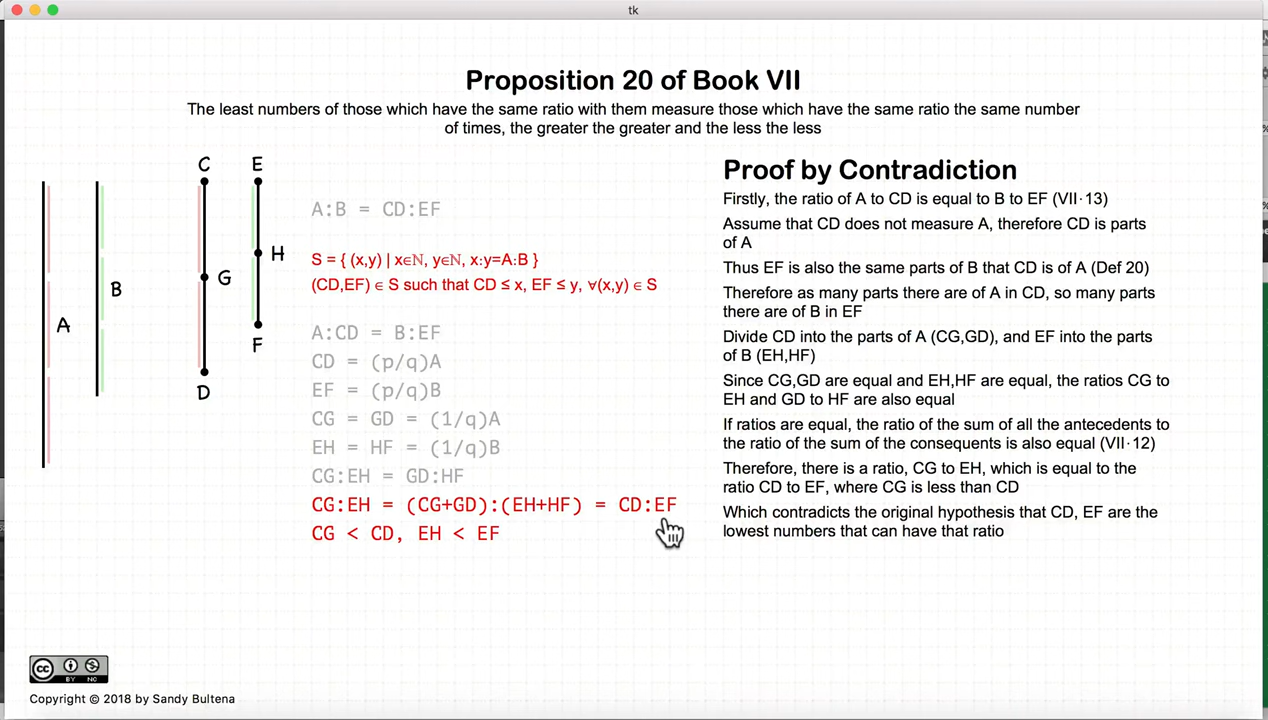 tk
Proposition 20 of Book VII
The least numbers of those which have the same ratio with them measure those which have the same ratio the same number
of times, the greater the greater and the less the less
A
B
C
G
D
E
H
F
A:B = CD:EF
S = { (x,y) | x∈ℕ, y∈ℕ, x:y=A:B }
(CD,EF) ∈ S such that CD ≤ x, EF ≤ y, ∀(x,y) ∈ S
A:CD = B:EF
CD = (p/q)A
EF = (p/q)B
CG = GD = (1/q)A
EH = HF = (1/q)B
CG:EH = GD:HF
CG:EH = (CG+GD):(EH+HF) = CD:EF
CG < CD, EH < EF
Proof by Contradiction
Firstly, the ratio of A to CD is equal to B to EF (VII·13)
Assume that CD does not measure A, therefore CD is parts
of A
Thus EF is also the same parts of B that CD is of A (Def 20)
Therefore as many parts there are of A in CD, so many parts
there are of B in EF
Divide CD into the parts of A (CG,GD), and EF into the parts
of B (EH,HF)
Since CG,GD are equal and EH,HF are equal, the ratios CG to
EH and GD to HF are also equal
If ratios are equal, the ratio of the sum of all the antecedents to
the ratio of the sum of the consequents is also equal (VII·12)
Therefore, there is a ratio, CG to EH, which is equal to the
ratio CD to EF, where CG is less than CD
Which contradicts the original hypothesis that CD, EF are the
lowest numbers that can have that ratio
cc
BY NC
Copyright © 2018 by Sandy Bultena